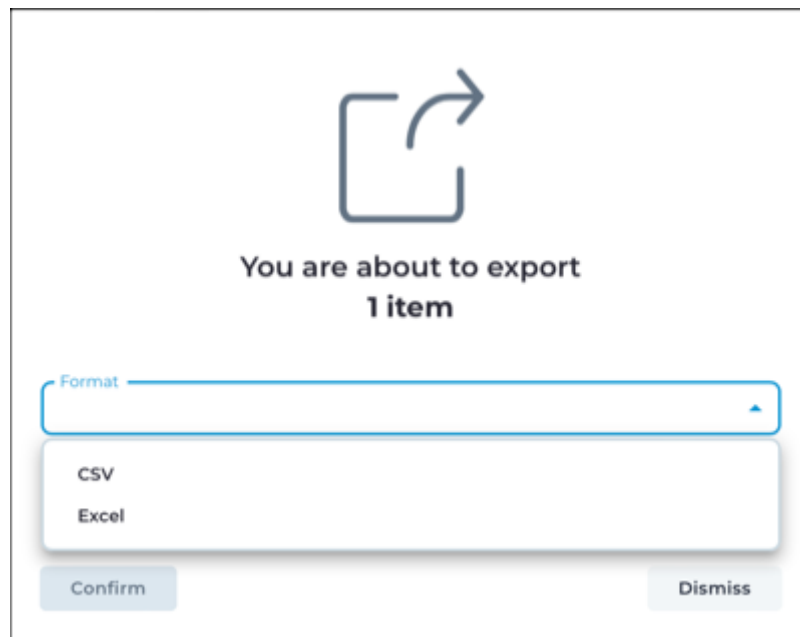 You are about to export
1 item
Format
CSV
Excel
Confirm
Dismiss